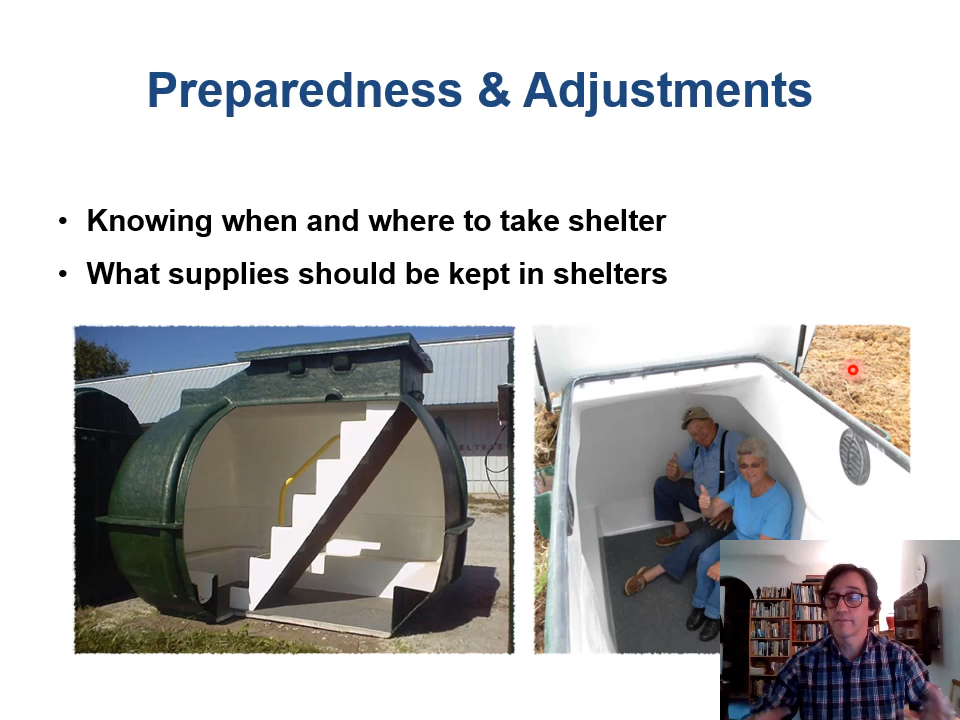 Preparedness & Adjustments
• Knowing when and where to take shelter
• What supplies should be kept in shelters